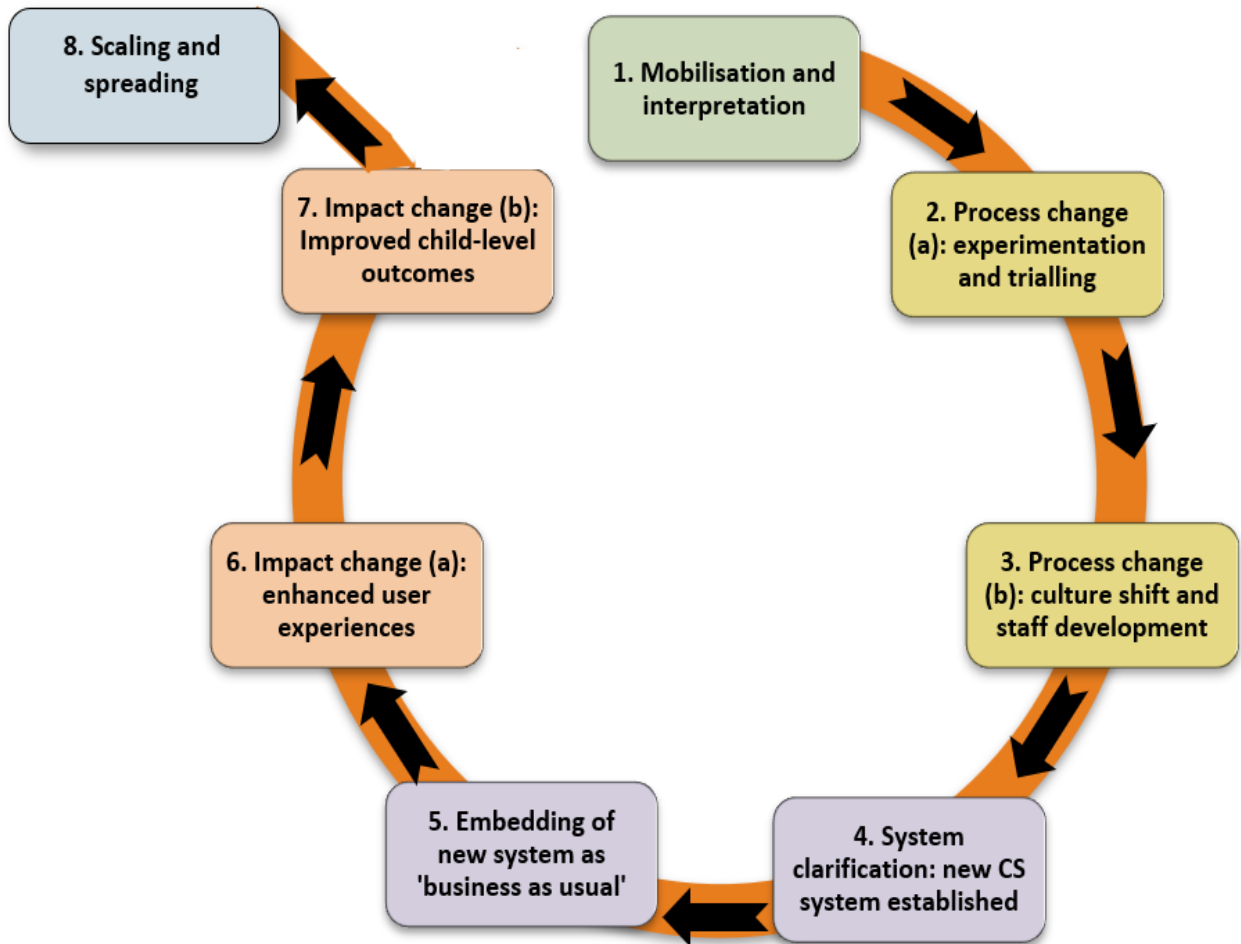 1. Mobilisation and
interpretation
2. Process change
(a): experimentation
and trialling
3. Process change
(b): culture shift and
staff development
4. System
clarification: new CS
system established
5. Embedding of
new system as
'business as usual'
6. Impact change (a):
enhanced user
experiences
7. Impact change (b):
Improved child-level
outcomes
8. Scaling and
spreading